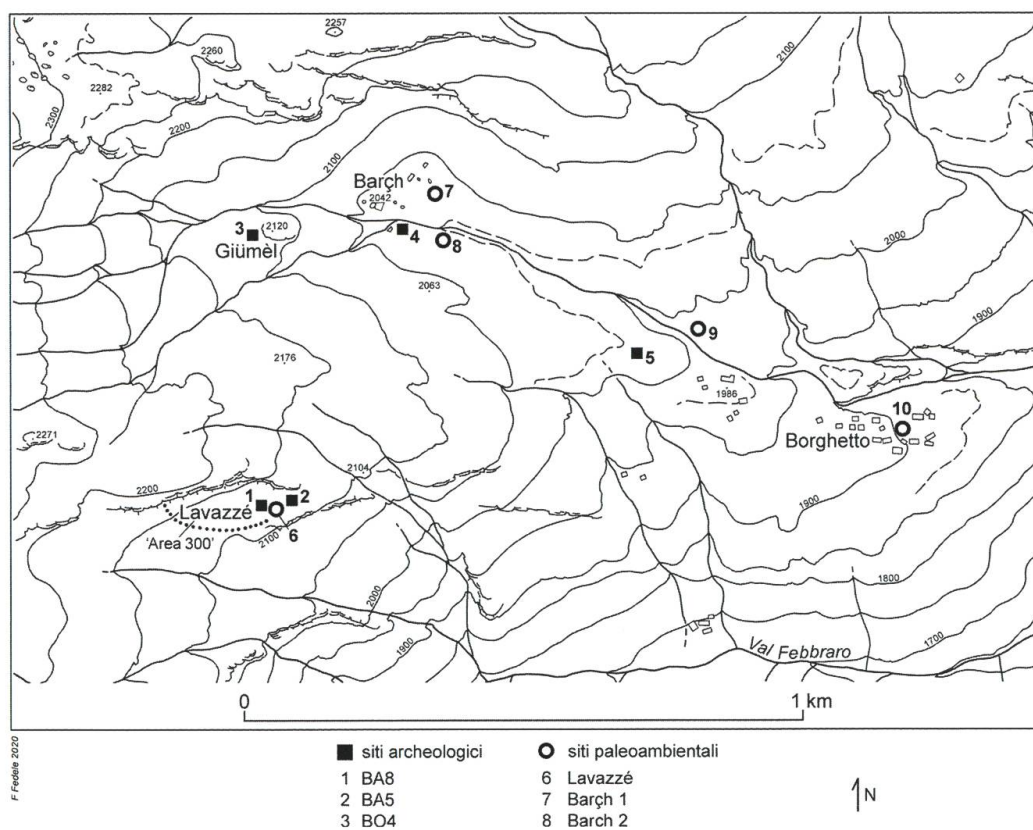 2257
2260
2100
2282
2300
2200
2100
Barçh
7
2042
3
2120
4
Giümèl
8
2000
2063
1900
9
2176
5
1986
10
2271
Borghetto
2104
2200
1
2
Lavazzé
1900
'Area 300'
2100
6
1800
2000
1900
1700
Val Febbraro
0
1 km
F Fedele 2020
siti archeologici
siti paleoambientali
1 BA8
6 Lavazzé
2 BA5
7 Barçh 1
3 BO4
8 Barch 2
N